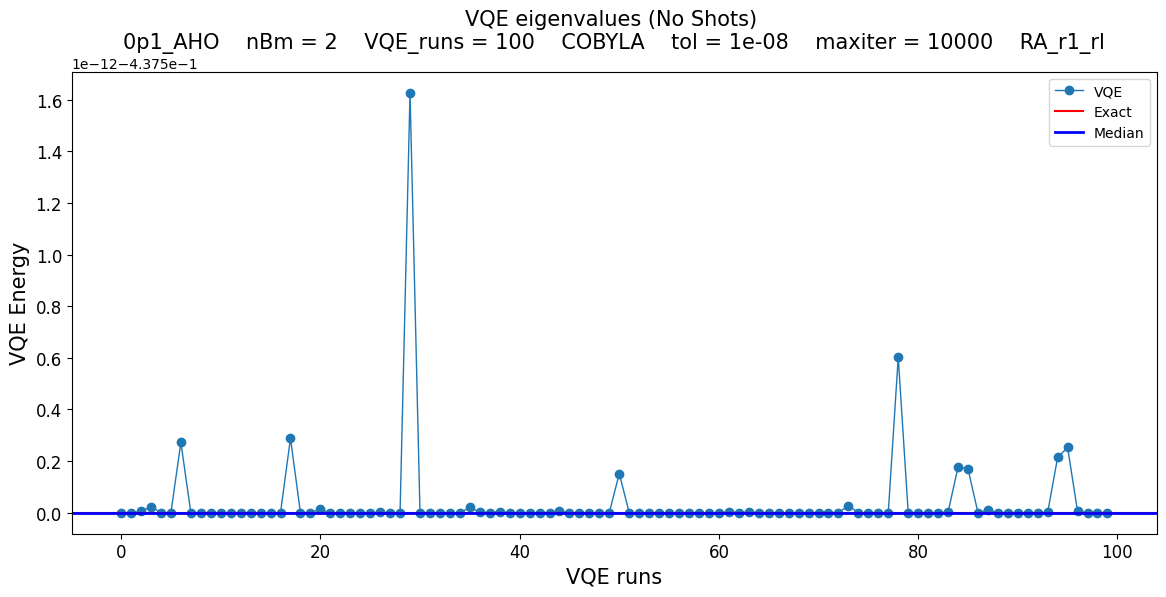 VQE eigenvalues (No Shots)
0p1_AHO    nBm = 2    VQE_runs = 100    COBYLA    tol = 1e-08    maxiter = 10000    RA_r1_rl
1e−12−4.375e−1
VQE
Exact
Median
1.6
1.4
1.2
1.0
0.8
0.6
0.4
0.2
0.0
VQE Energy
0 20 40 60 80 100
VQE runs